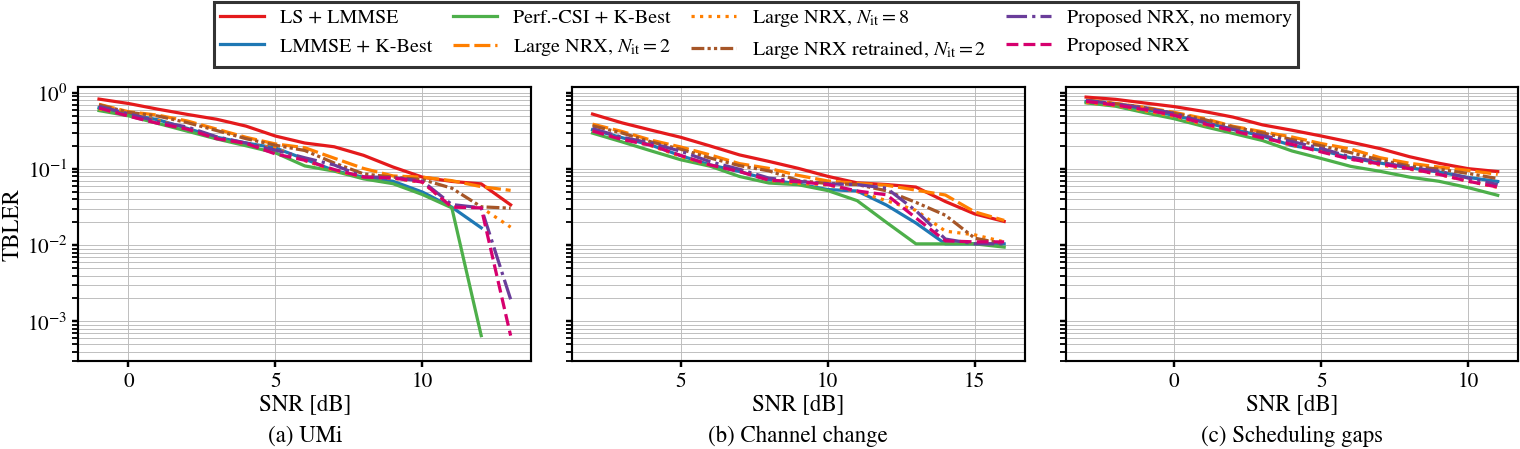 LS + LMMSE
LMMSE + K-Best
Perf.-CSI + K-Best
Large NRX, N_it = 2
Large NRX, N_it = 8
Large NRX retrained, N_it = 2
Proposed NRX, no memory
Proposed NRX
TBLER
10^0
10^−1
10^−2
10^−3
0 5 10
SNR [dB]
(a) UMi
5 10 15
SNR [dB]
(b) Channel change
0 5 10
SNR [dB]
(c) Scheduling gaps